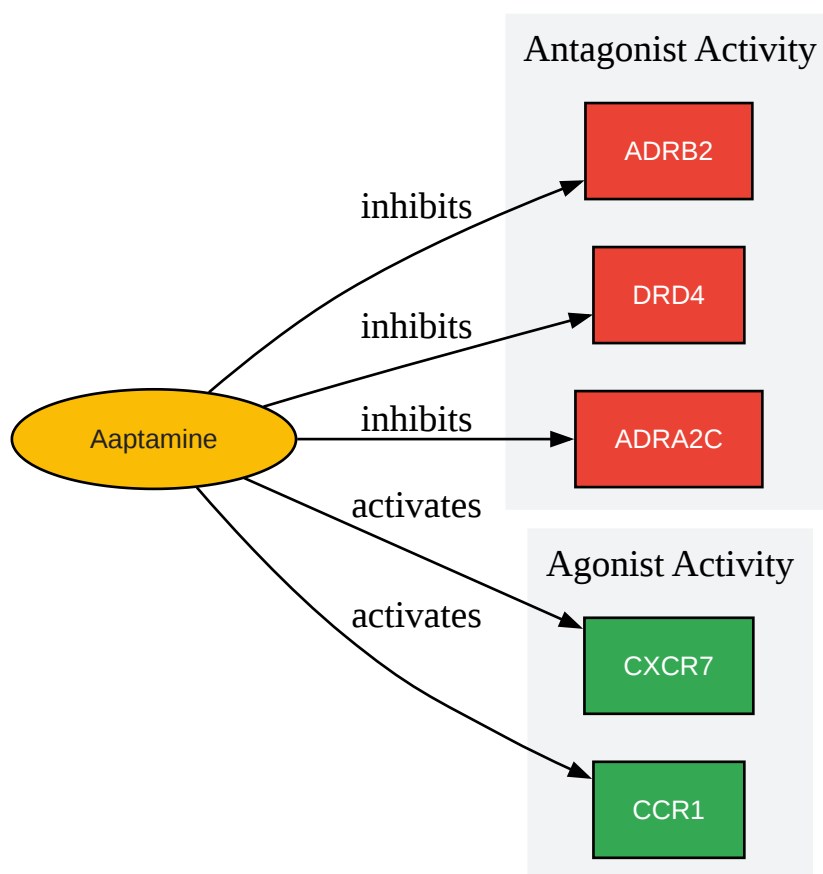 Antagonist Activity
ADRB2
inhibits
DRD4
inhibits
ADRA2C
inhibits
Aaptamine
activates
Agonist Activity
activates
CXCR7
CCR1